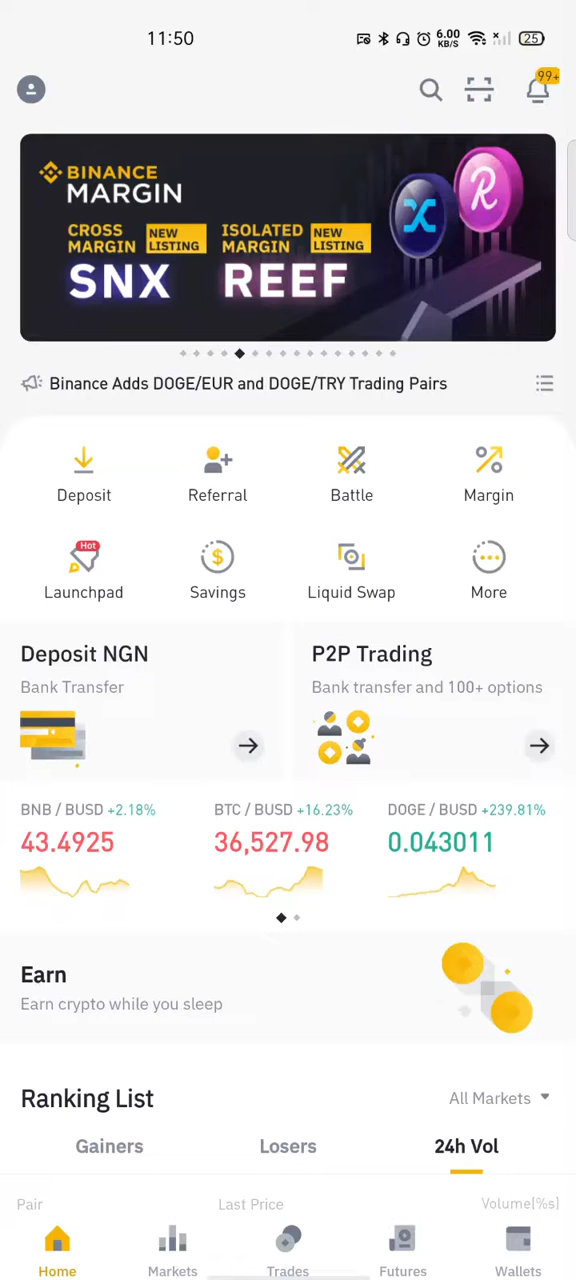 11:50
6.00
KB/S
25
99+
BINANCE
MARGIN
CROSS
MARGIN
NEW
LISTING
SNX
ISOLATED
MARGIN
NEW
LISTING
REEF
Binance Adds DOGE/EUR and DOGE/TRY Trading Pairs
Deposit
Referral
Battle
Margin
Hot
Launchpad
Savings
Liquid Swap
More
Deposit NGN
Bank Transfer
P2P Trading
Bank transfer and 100+ options
BNB / BUSD +2.18%
43.4925
BTC / BUSD +16.23%
36,527.98
DOGE / BUSD +239.81%
0.043011
Earn
Earn crypto while you sleep
Ranking List
All Markets
Gainers
Losers
24h Vol
Pair
Last Price
Volume[%s]
Home
Markets
Trades
Futures
Wallets